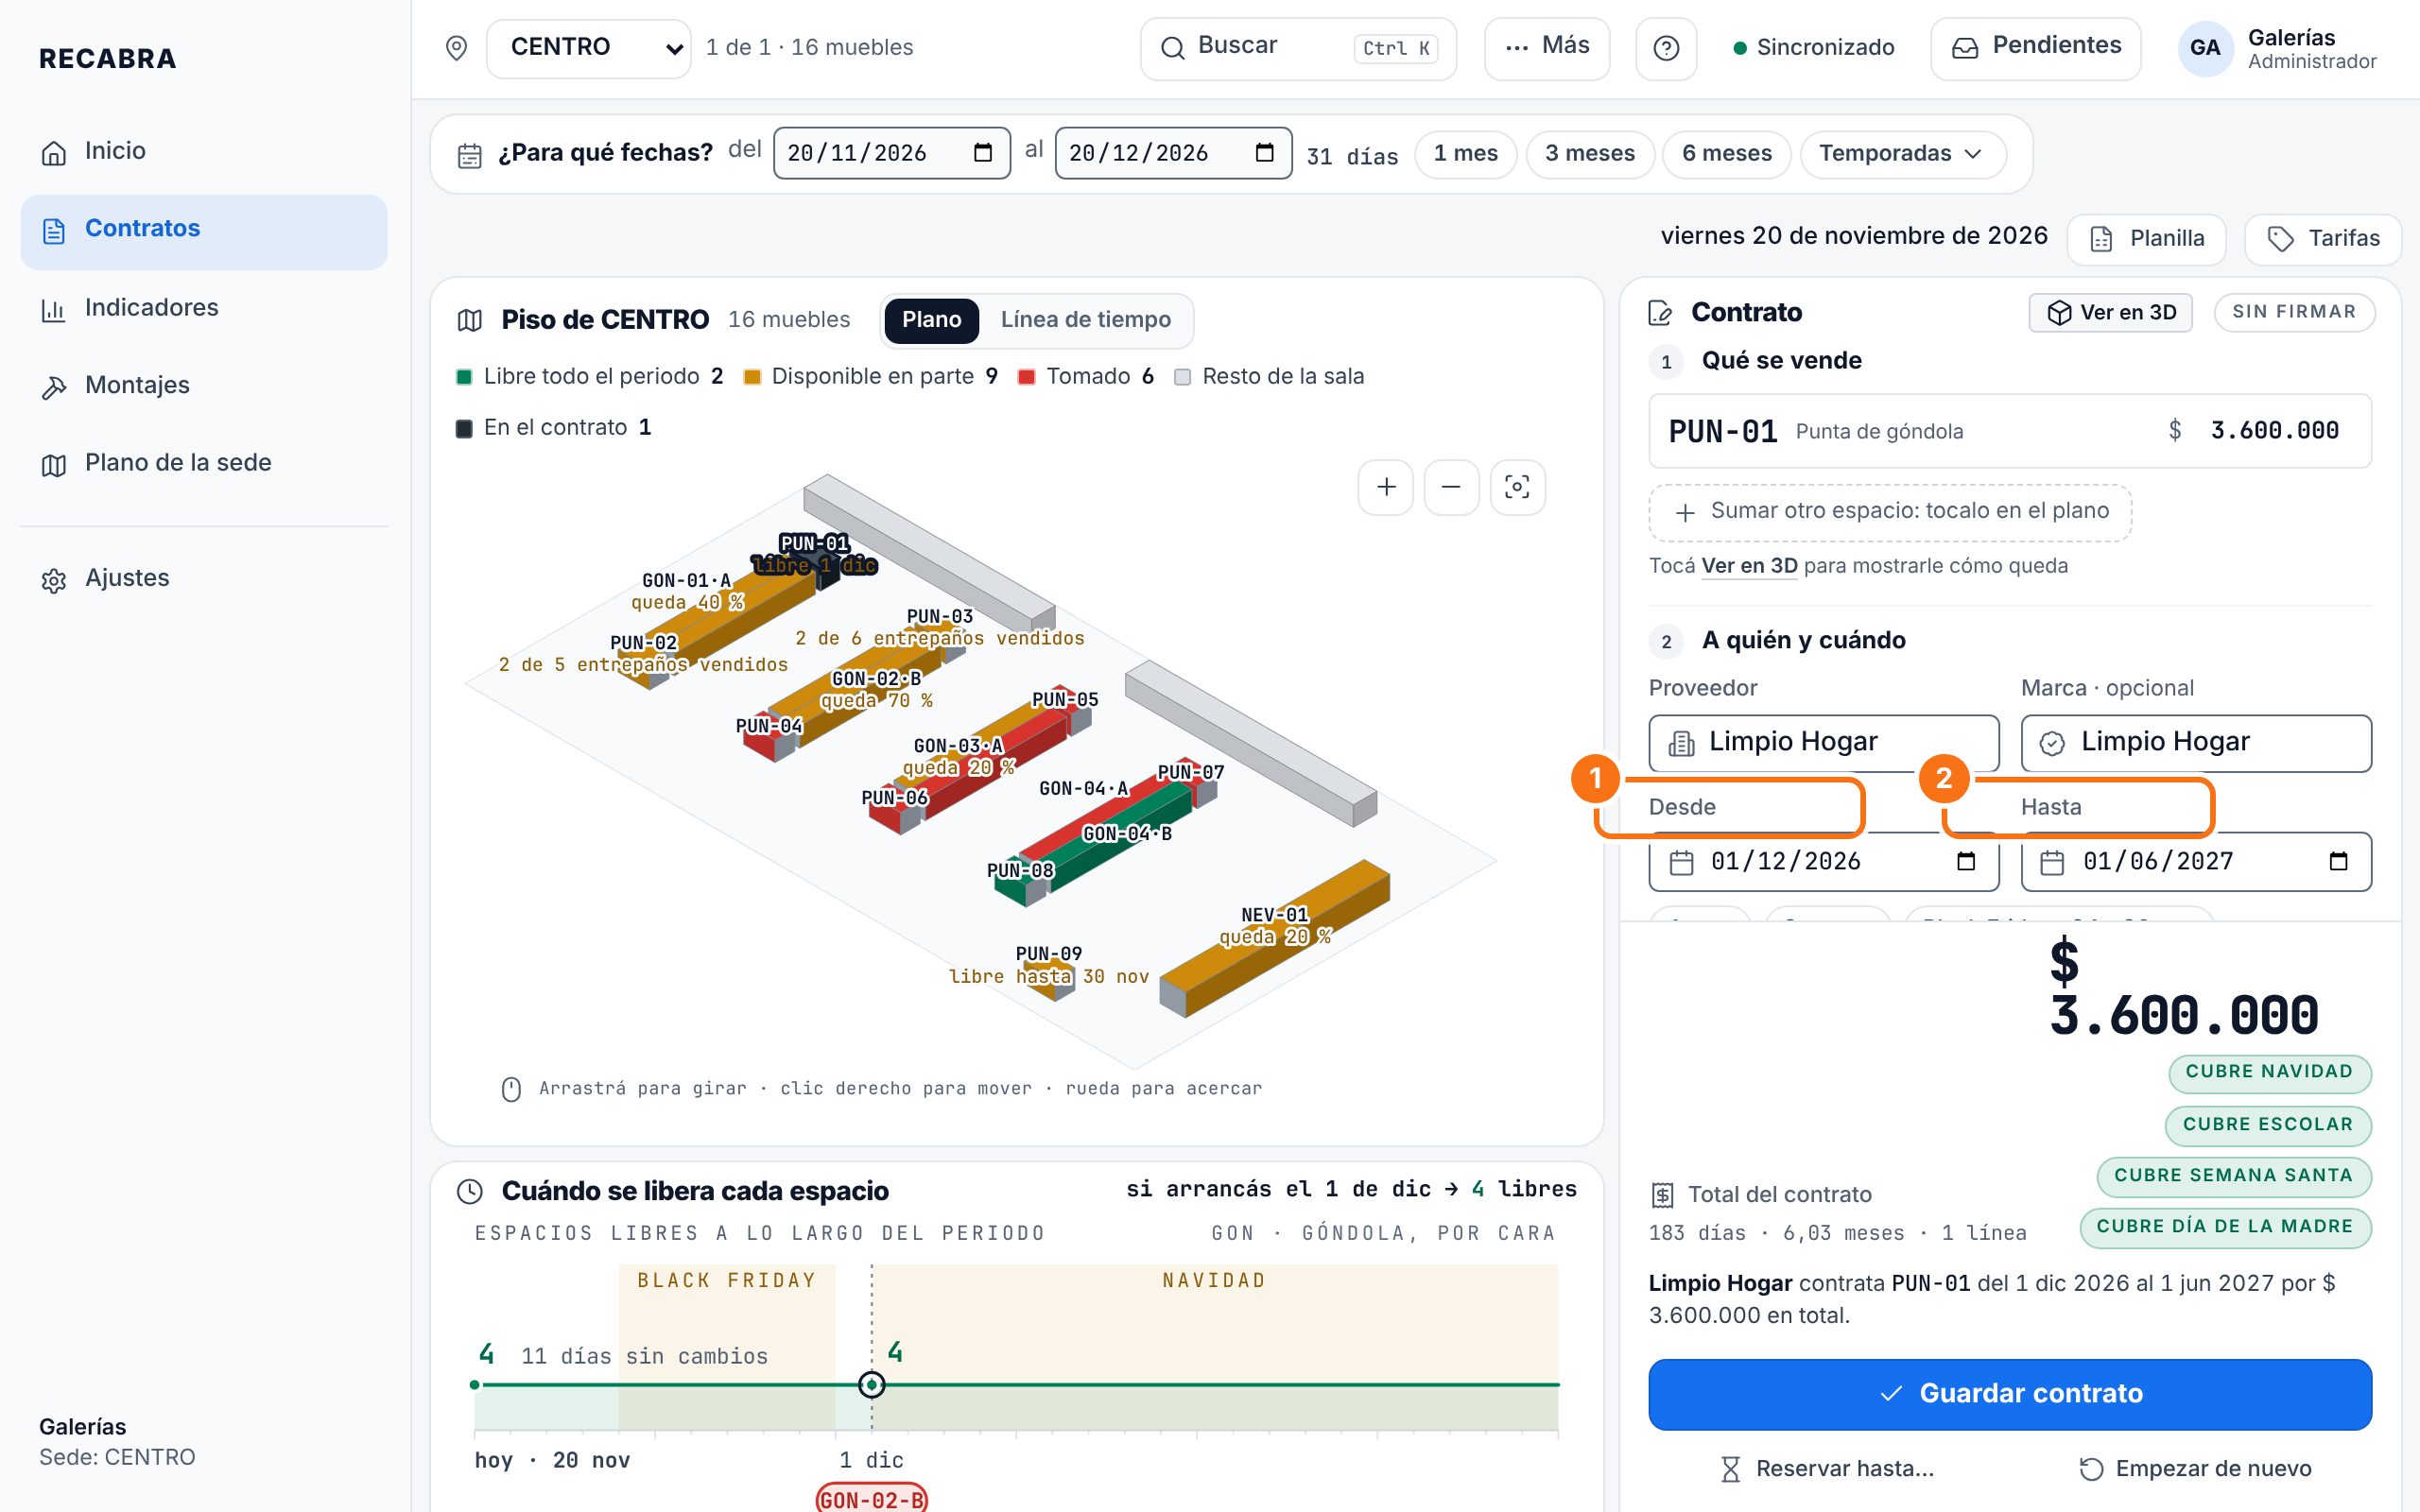 RECABRA
Inicio
Contratos
Indicadores
Montajes
Plano de la sede
Ajustes
Galerías
Sede: CENTRO
CENTRO
1 de 1 · 16 muebles
Buscar
Ctrl K
Más
Sincronizado
Pendientes
GA
Galerías
Administrador
¿Para qué fechas? del 20/11/2026 al 20/12/2026 31 días 1 mes 3 meses 6 meses Temporadas
viernes 20 de noviembre de 2026
Planilla
Tarifas
Piso de CENTRO 16 muebles Plano Línea de tiempo
Libre todo el periodo 2 Disponible en parte 9 Tomado 6 Resto de la sala
En el contrato 1
PUN-01
libre 1 dic
GON-01·A
queda 40 %
PUN-02
2 de 5 entrepaños vendidos
PUN-03
2 de 6 entrepaños vendidos
GON-02·B
queda 70 %
PUN-04
PUN-05
GON-03·A
queda 20 %
PUN-06
PUN-07
GON-04·A
GON-04·B
PUN-08
NEV-01
queda 20 %
PUN-09
libre hasta 30 nov
Arrastrá para girar · clic derecho para mover · rueda para acercar
Cuándo se libera cada espacio
si arrancás el 1 de dic → 4 libres
ESPACIOS LIBRES A LO LARGO DEL PERIODO
GON · GÓNDOLA, POR CARA
BLACK FRIDAY
NAVIDAD
4 11 días sin cambios
4
hoy · 20 nov
1 dic
GON-02-B
Contrato
Ver en 3D
SIN FIRMAR
1 Qué se vende
PUN-01 Punta de góndola $ 3.600.000
Sumar otro espacio: tocalo en el plano
Tocá Ver en 3D para mostrarle cómo queda
2 A quién y cuándo
Proveedor
Marca · opcional
Limpio Hogar
Limpio Hogar
1
Desde
2
Hasta
01/12/2026
01/06/2027
$
3.600.000
CUBRE NAVIDAD
CUBRE ESCOLAR
CUBRE SEMANA SANTA
CUBRE DÍA DE LA MADRE
Total del contrato
183 días · 6,03 meses · 1 línea
Limpio Hogar contrata PUN-01 del 1 dic 2026 al 1 jun 2027 por $
3.600.000 en total.
Guardar contrato
Reservar hasta...
Empezar de nuevo